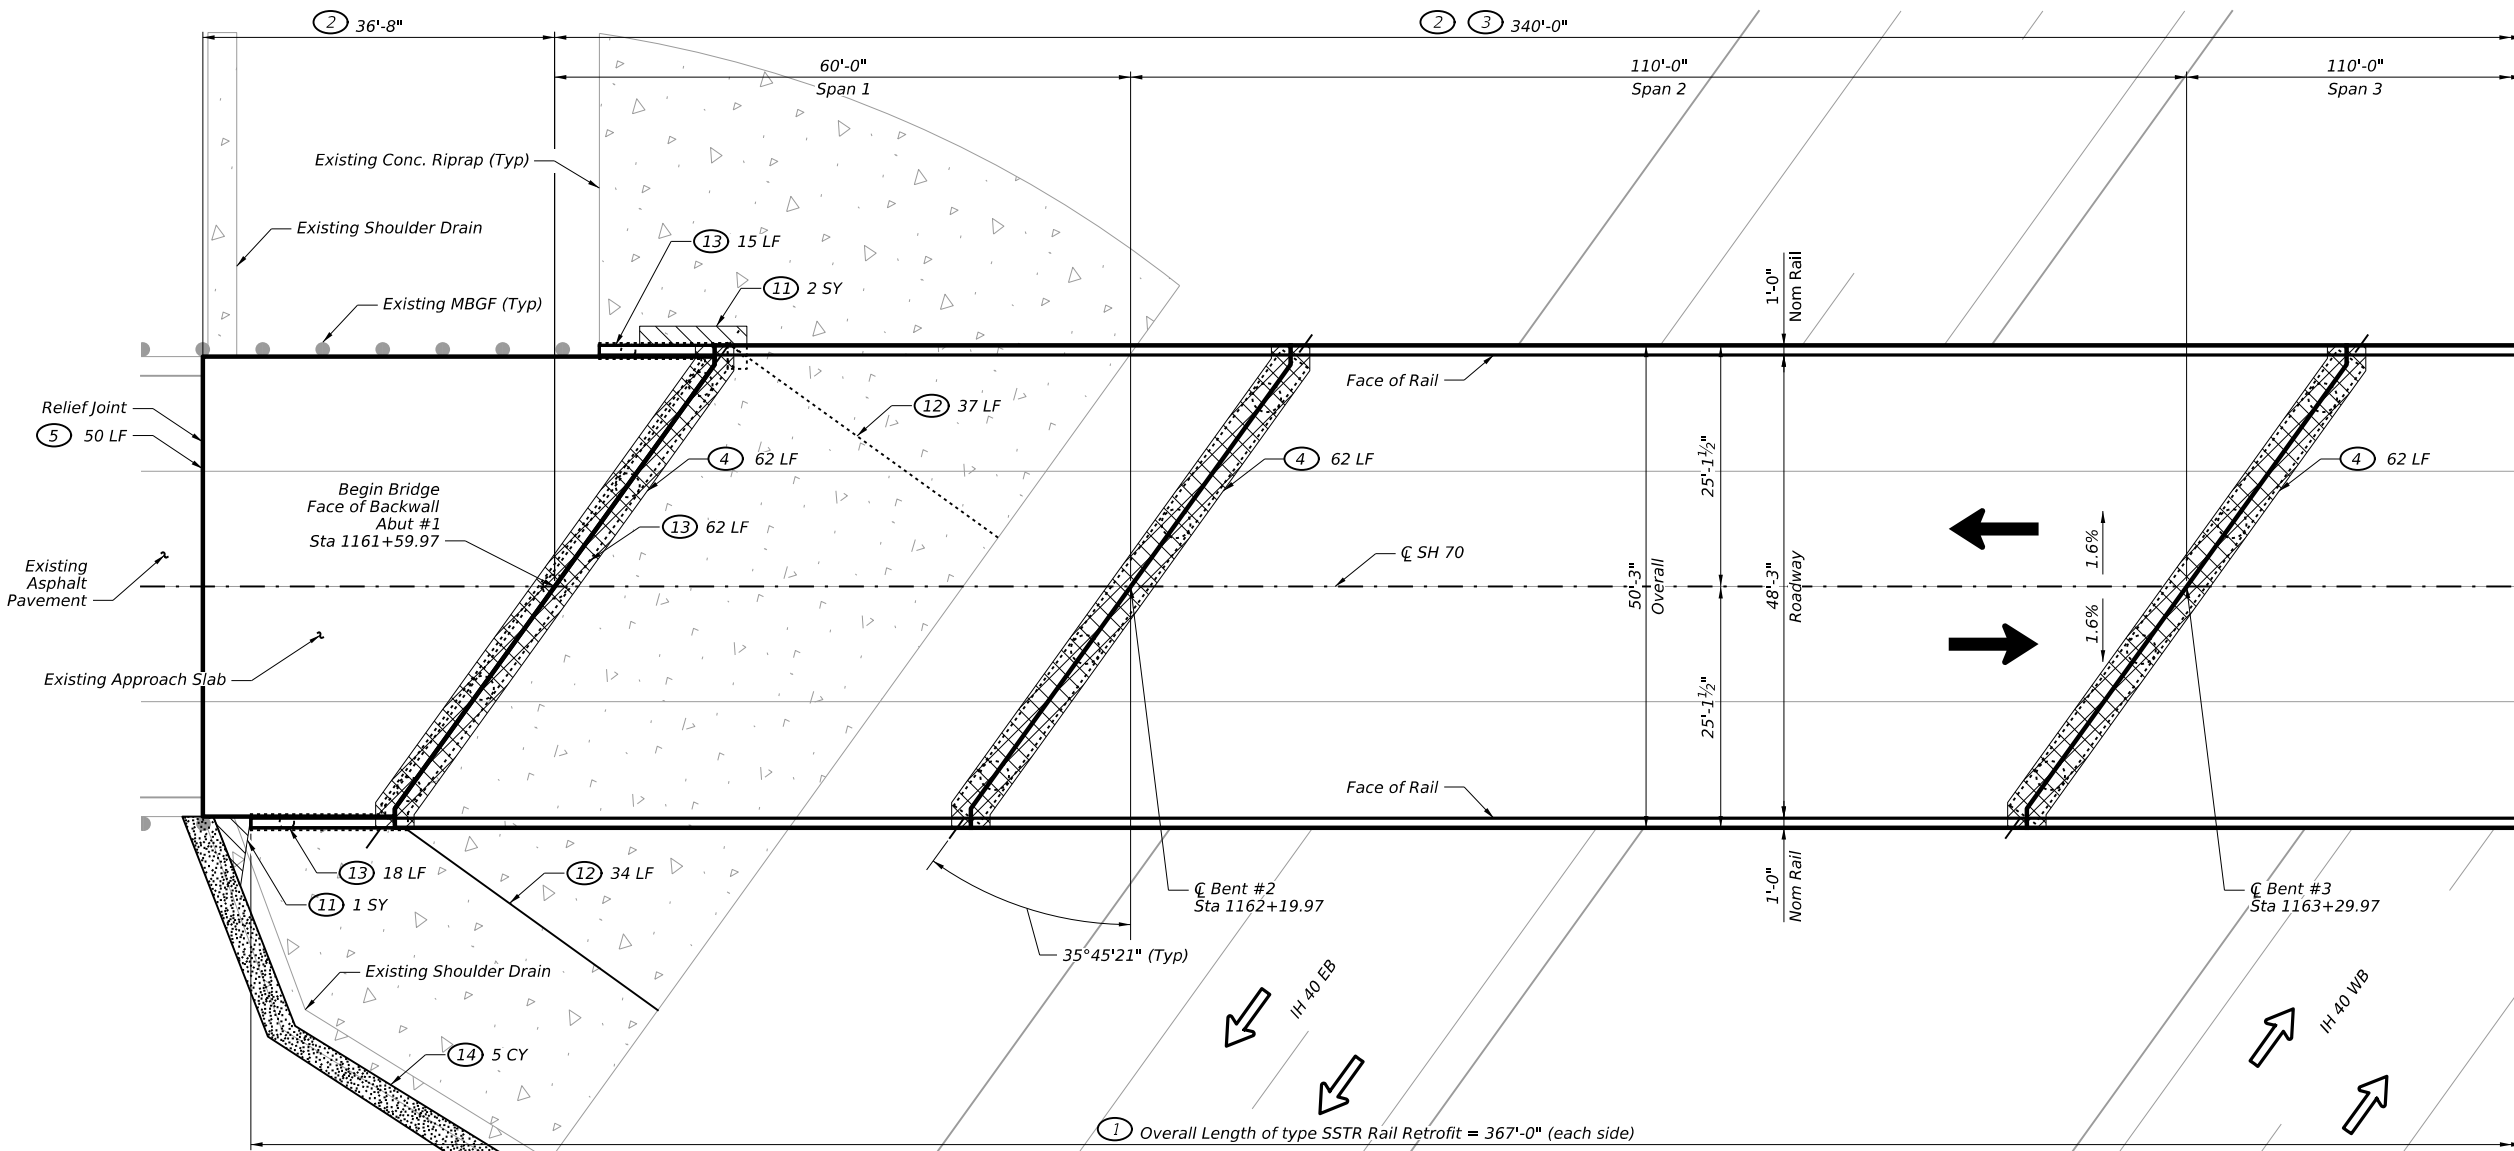 2 36'-8"
2 3 340'-0"
60'-0"
Span 1
110'-0"
Span 2
110'-0"
Span 3
Existing Conc. Riprap (Typ)
Existing Shoulder Drain
13 15 LF
11 2 SY
Existing MBGF (Typ)
1'-0"
Nom Rail
Relief Joint
5 50 LF
Face of Rail
12 37 LF
4 62 LF
4 62 LF
4 62 LF
25'-1½"
Begin Bridge
Face of Backwall
Abut #1
Sta 1161+59.97
13 62 LF
℄ SH 70
1.6%
Existing
Asphalt
Pavement
50'-3"
Overall
48'-3"
Roadway
1.6%
Existing Approach Slab
25'-1½"
Face of Rail
13 18 LF
11 1 SY
12 34 LF
℄ Bent #2
Sta 1162+19.97
1'-0"
Nom Rail
℄ Bent #3
Sta 1163+29.97
35°45'21" (Typ)
Existing Shoulder Drain
IH 40 EB
IH 40 WB
14 5 CY
1 Overall Length of type SSTR Rail Retrofit = 367'-0" (each side)